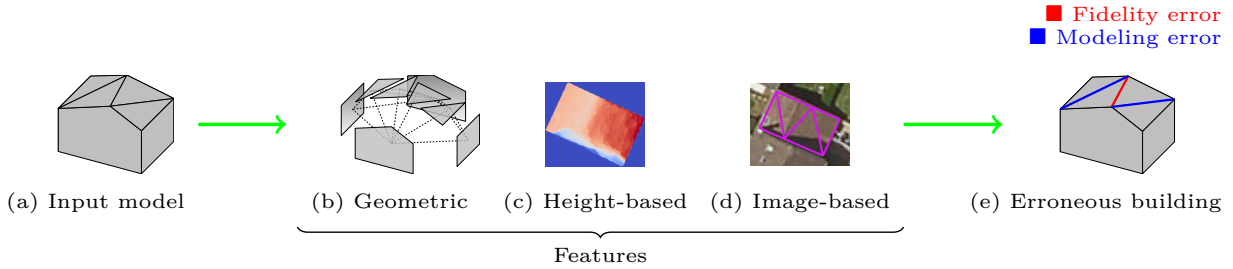 Fidelity error
Modeling error
(a) Input model
(b) Geometric
(c) Height-based
(d) Image-based
(e) Erroneous building
Features